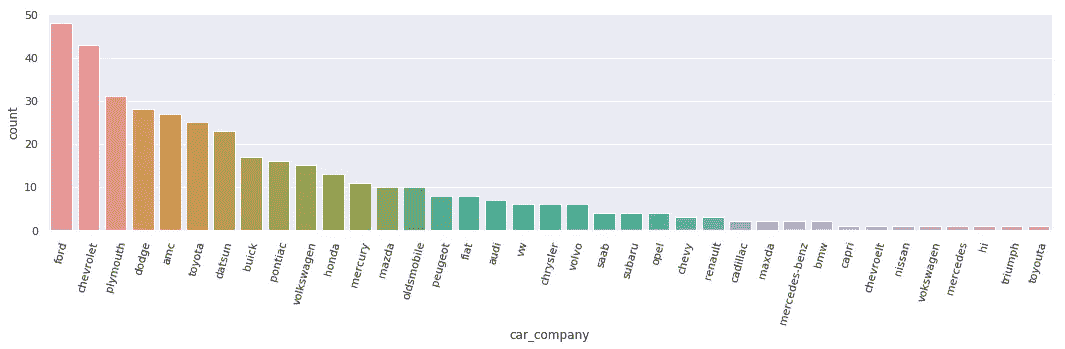 50
40
30
20
10
0
count
ford
chevrolet
plymouth
dodge
amc
toyota
datsun
buick
pontiac
volkswagen
honda
mercury
mazda
oldsmobile
peugeot
fiat
audi
vw
chrysler
volvo
saab
subaru
opel
chevy
renault
cadillac
maxda
mercedes-benz
bmw
capri
chevroelt
nissan
vokswagen
mercedes
hi
triumph
toyouta
car_company